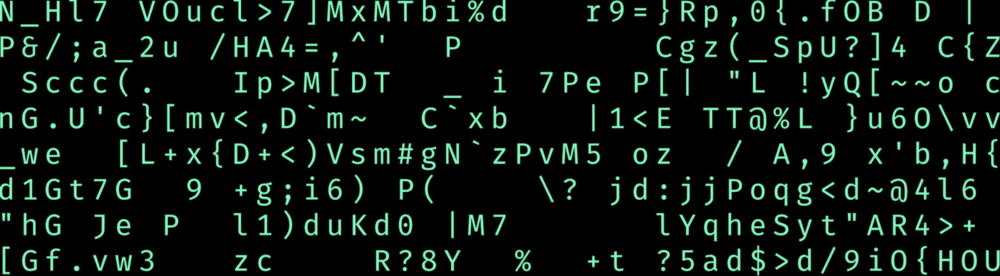 N_Hl7 VOucl>7]MxMTbi%d   r9=}Rp,0{.fOB D |
P&/;a_2u /HA4=,^'  P          Cgz(_SpU?]4 C{Z
 Sccc(.   Ip>M[DT  _ i 7Pe P[| "L !yQ[~~o c
nG.U'c}[mv<,D`m~  C`xb   |1<E TT@%L }u6O\vv
_we  [L+x{D+<)Vsm#gN`zPvM5 oz  / A,9 x'b,H{
d1Gt7G  9 +g;i6) P(     \? jd:jjPoqg<d~@4l6
"hG Je P  l1)duKd0 |M7       lYqheSyt"AR4>+
[Gf.vw3   zc    R?8Y  %  +t ?5ad$>d/9iO{HOU